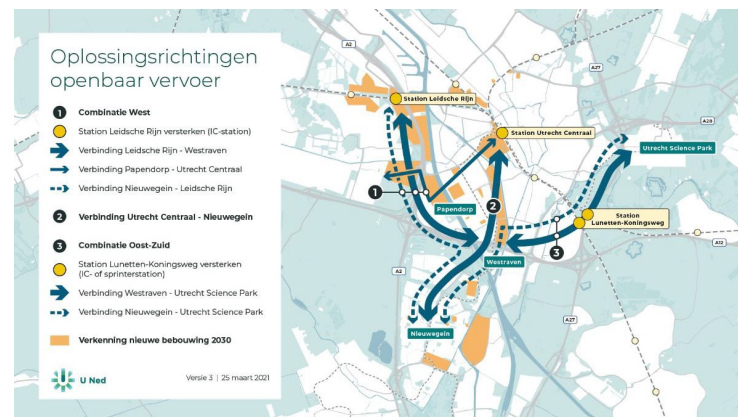 Oplossingsrichtingen
openbaar vervoer
1 Combinatie West
Station Leidsche Rijn versterken (IC-station)
Verbinding Leidsche Rijn - Westraven
Verbinding Papendorp - Utrecht Centraal
Verbinding Nieuwegein - Leidsche Rijn
2 Verbinding Utrecht Centraal - Nieuwegein
3 Combinatie Oost-Zuid
Station Lunetten-Koningsweg versterken
(IC- of sprinterstation)
Verbinding Westraven - Utrecht Science Park
Verbinding Nieuwegein - Utrecht Science Park
Verkenning nieuwe bebouwing 2030
U Ned
Versie 3 | 25 maart 2021
A2
A27
Station Leidsche Rijn
A28
Station Utrecht Centraal
Utrecht Science Park
1
Papendorp
2
Station
Lunetten-Koningsweg
A12
3
Westraven
A2
A27
Nieuwegein